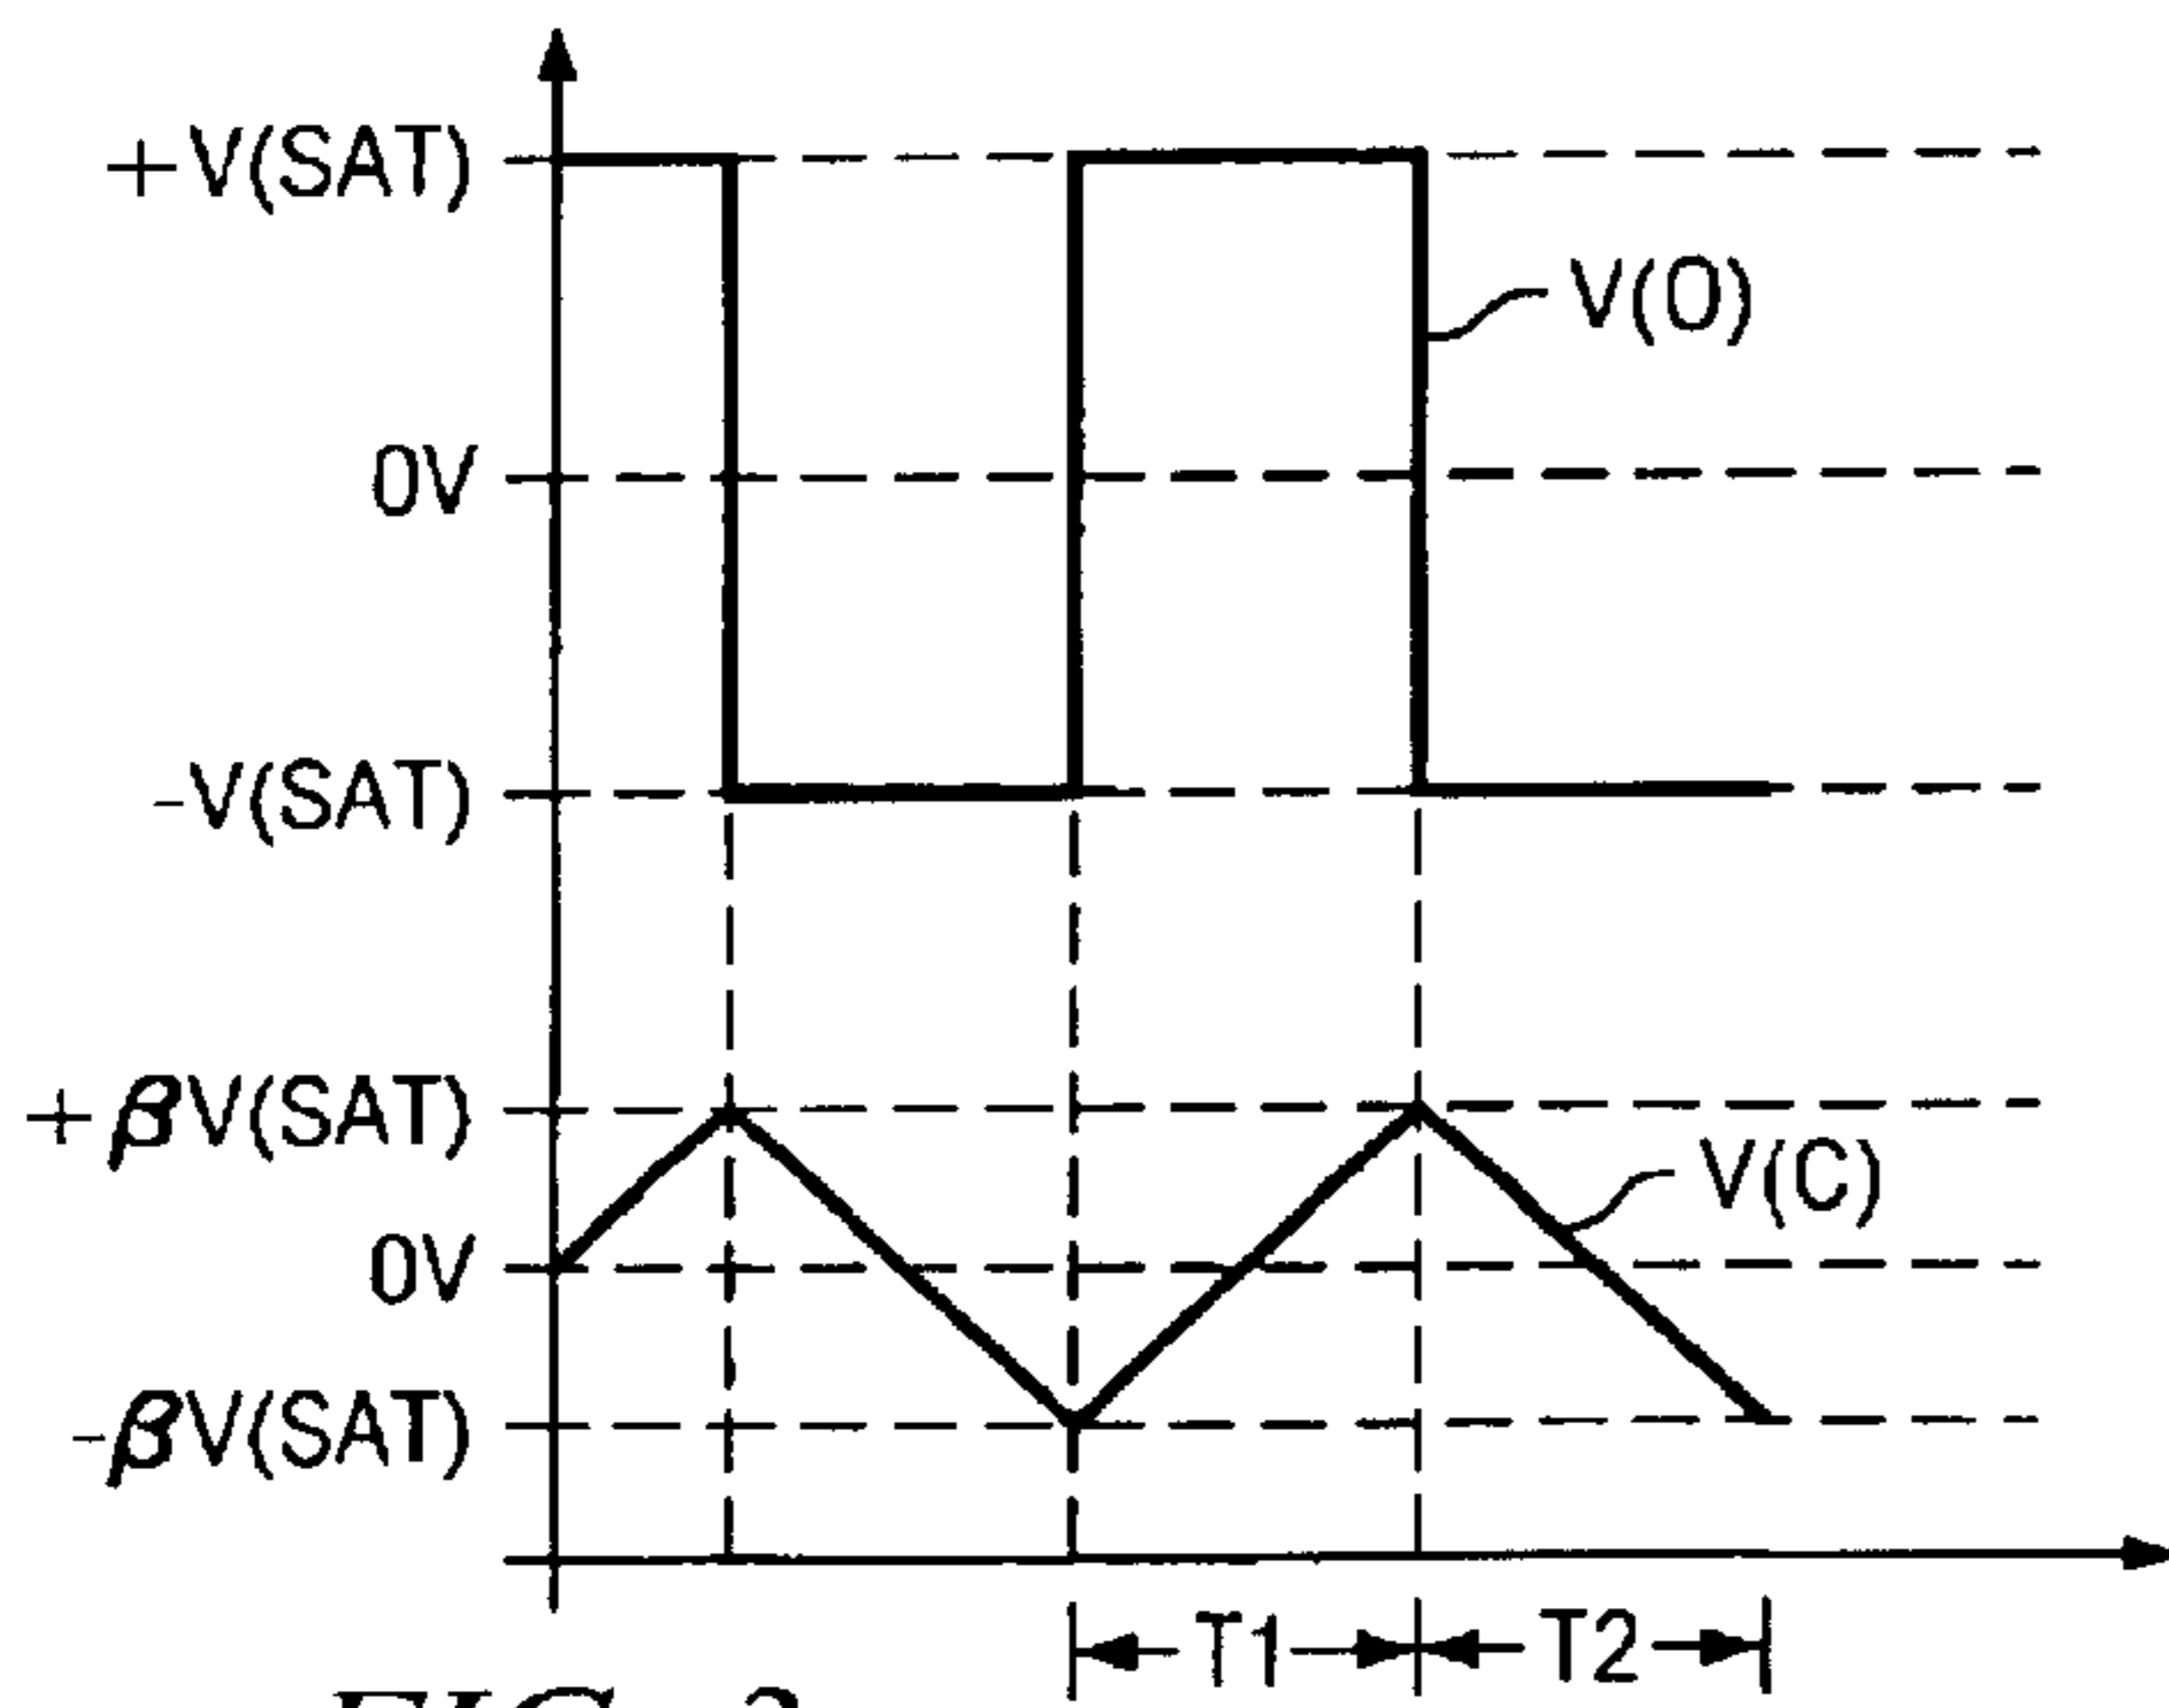 +V(SAT)
V(O)
0V
-V(SAT)
+βV(SAT)
V(C)
0V
-βV(SAT)
T1
T2